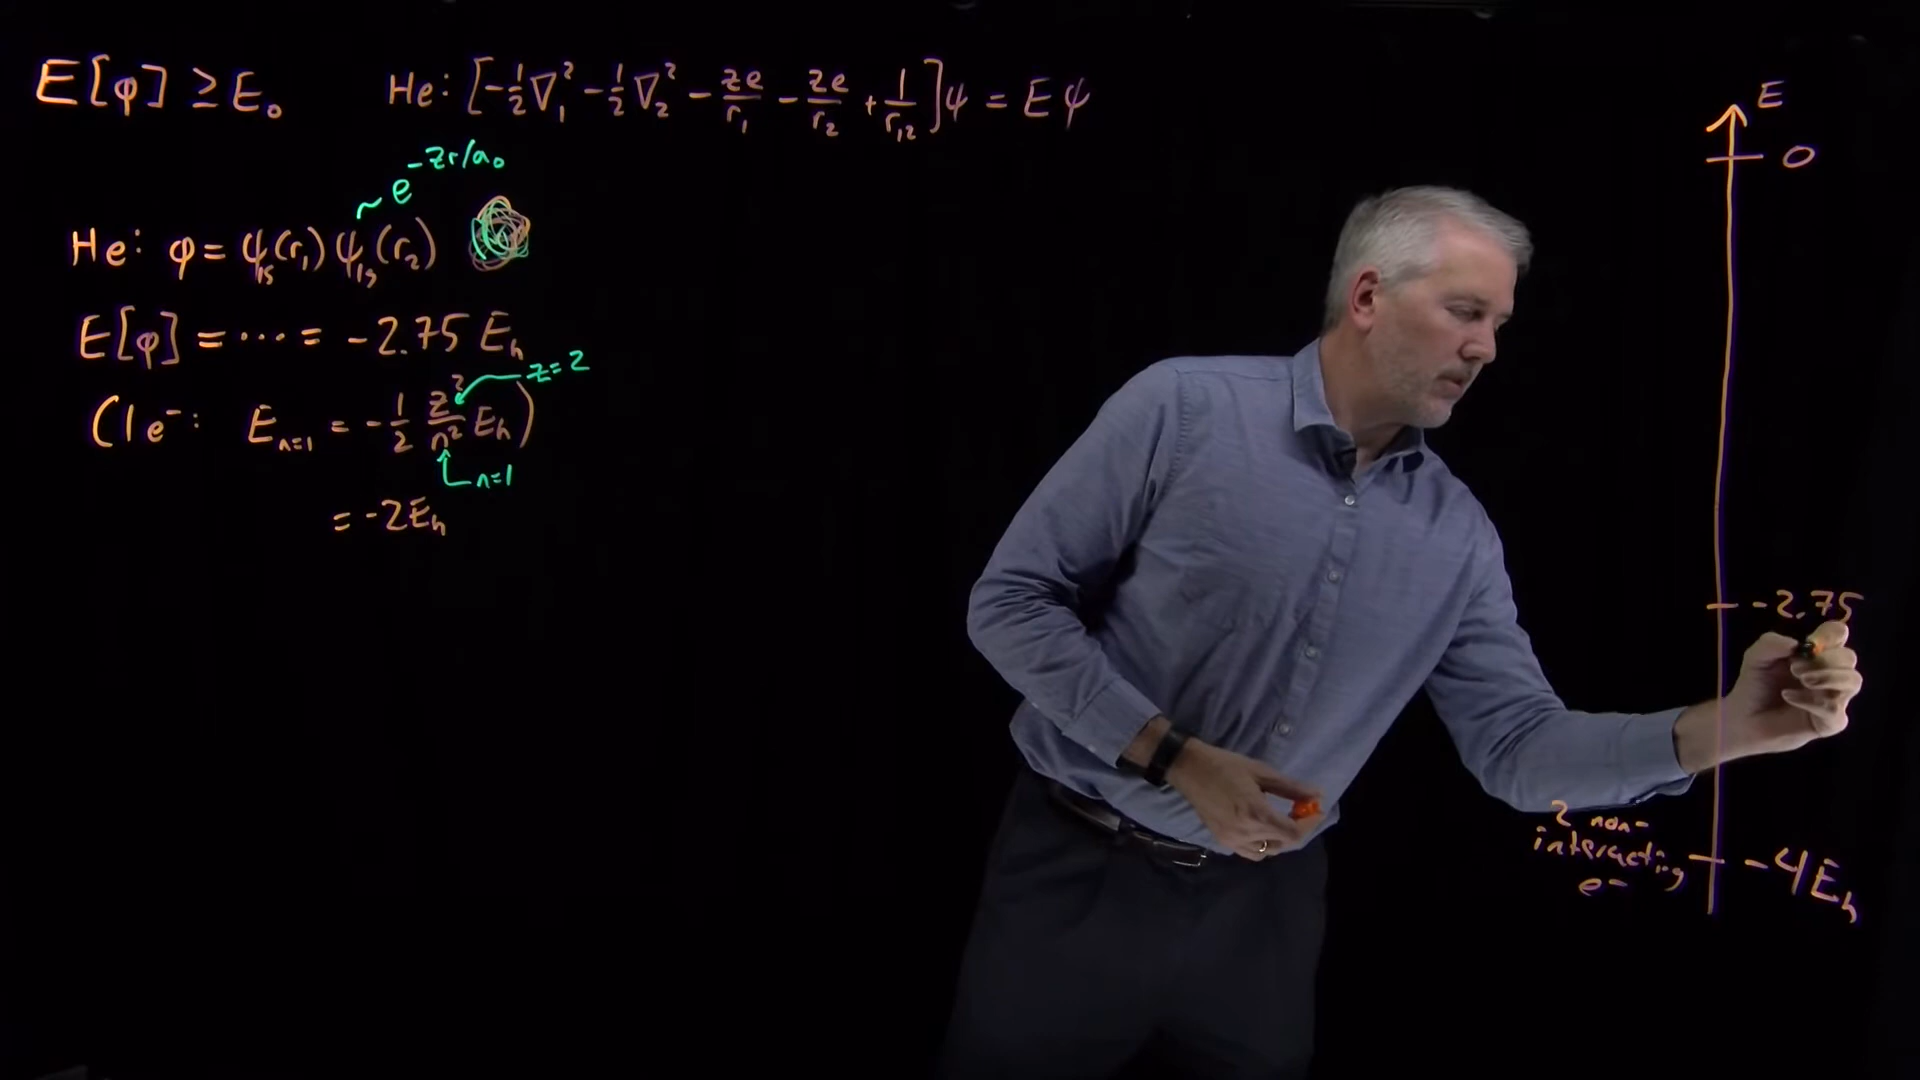 E[φ] ≥ E₀
He: [-½∇₁² - ½∇₂² - ze/r₁ - ze/r₂ + 1/r₁₂]ψ = Eψ
~ e^(-Zr/a₀)
He: φ = ψ₁ₛ(r₁) ψ₁ₛ(r₂)
E[φ] = ... = -2.75 Eₕ
z = 2
(1e⁻: Eₙ₌₁ = -½ Z²/n² Eₕ)
n=1
= -2Eₕ
E
0
-2.75
2 non-
interacting
e⁻
-4Eₕ